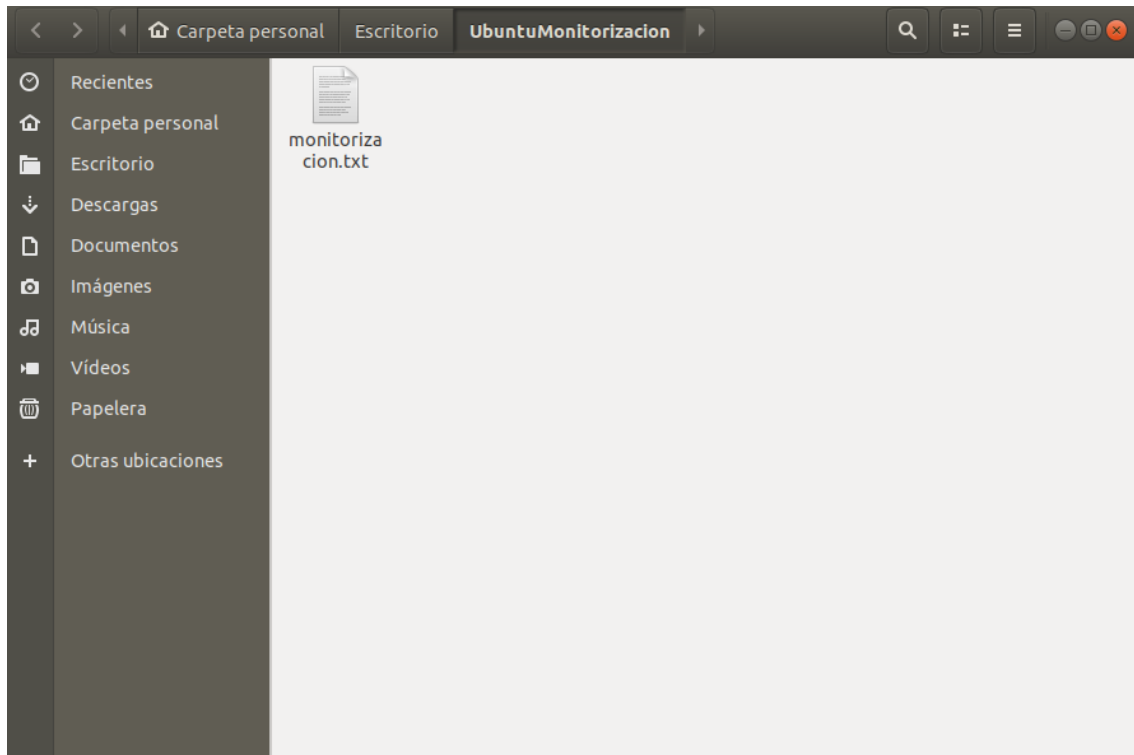 Carpeta personal Escritorio UbuntuMonitorizacion
Recientes
Carpeta personal
Escritorio
Descargas
Documentos
Imágenes
Música
Vídeos
Papelera
Otras ubicaciones
monitoriza
cion.txt